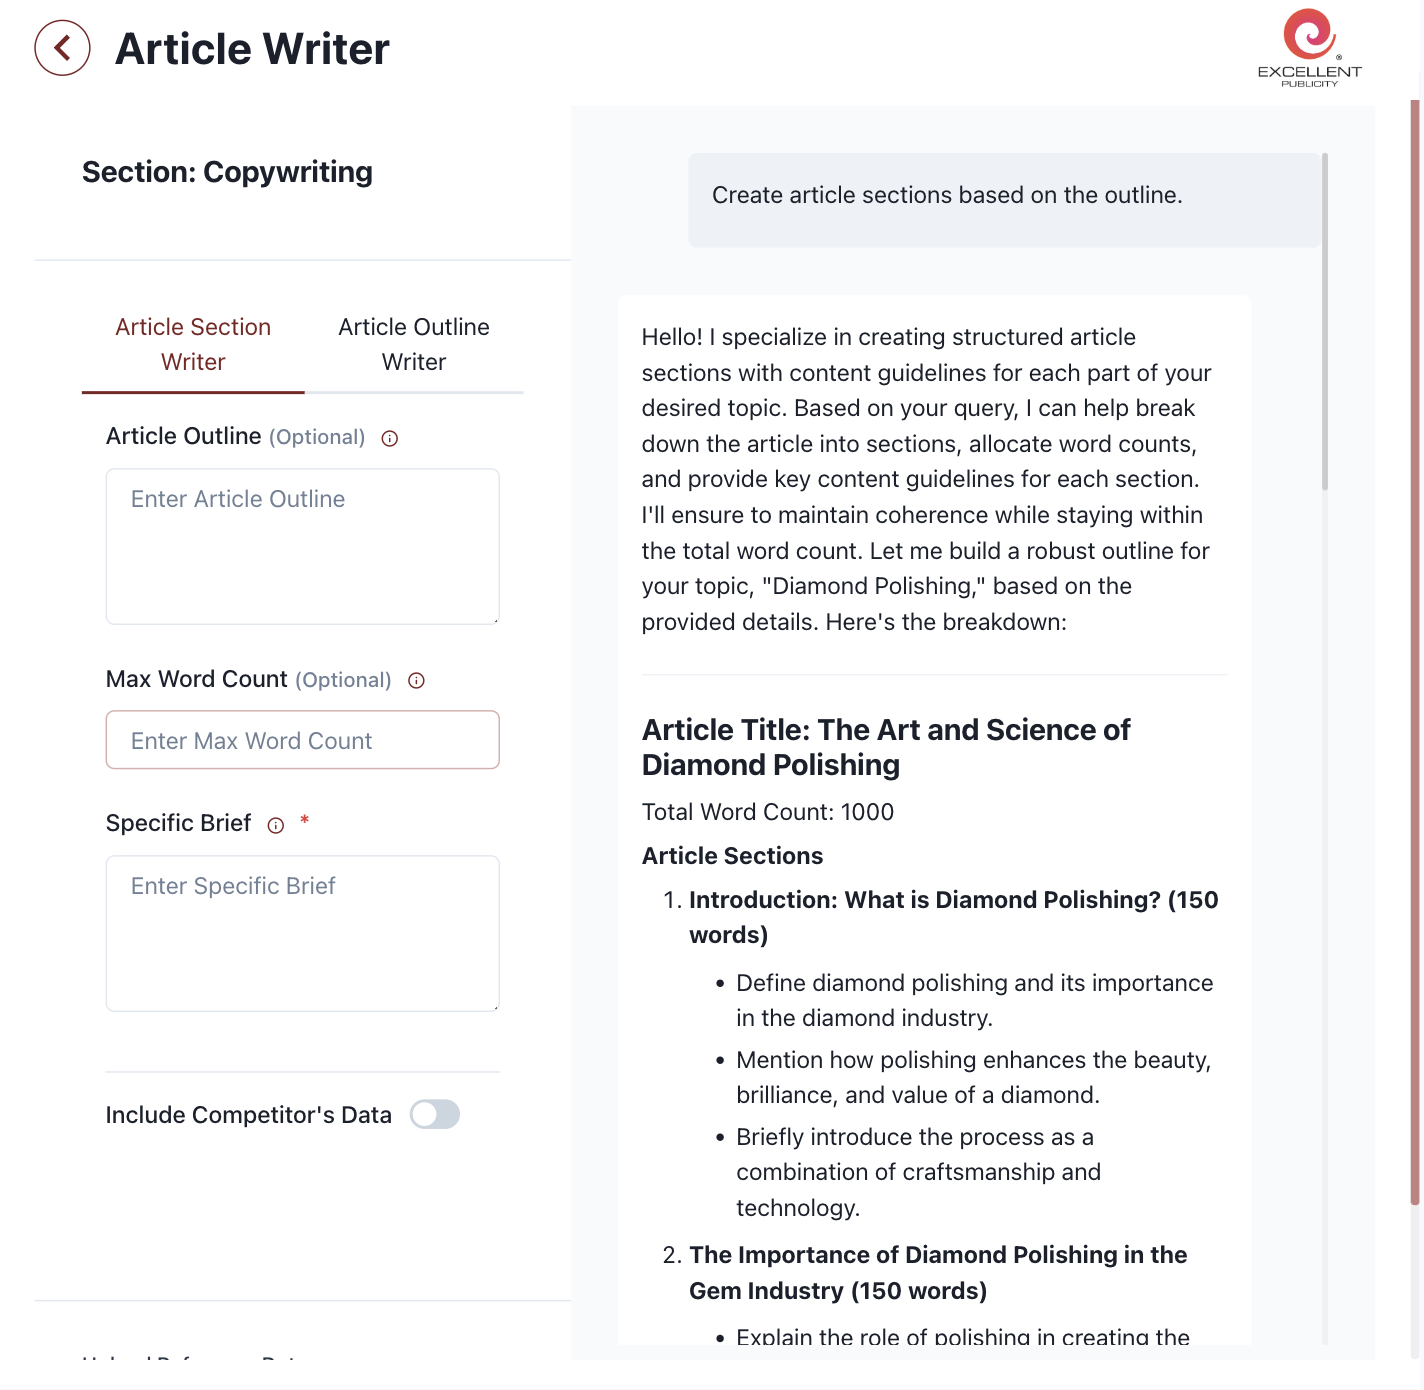 Article Writer
EXCELLENT
PUBLICITY
Section: Copywriting
Article Section
Writer
Article Outline
Writer
Article Outline (Optional)
Enter Article Outline
Max Word Count (Optional)
Enter Max Word Count
Specific Brief *
Enter Specific Brief
Include Competitor's Data
Create article sections based on the outline.
Hello! I specialize in creating structured article
sections with content guidelines for each part of your
desired topic. Based on your query, I can help break
down the article into sections, allocate word counts,
and provide key content guidelines for each section.
I'll ensure to maintain coherence while staying within
the total word count. Let me build a robust outline for
your topic, "Diamond Polishing," based on the
provided details. Here's the breakdown:
Article Title: The Art and Science of
Diamond Polishing
Total Word Count: 1000
Article Sections
1. Introduction: What is Diamond Polishing? (150
words)
• Define diamond polishing and its importance
in the diamond industry.
• Mention how polishing enhances the beauty,
brilliance, and value of a diamond.
• Briefly introduce the process as a
combination of craftsmanship and
technology.
2. The Importance of Diamond Polishing in the
Gem Industry (150 words)
• Explain the role of polishing in creating the